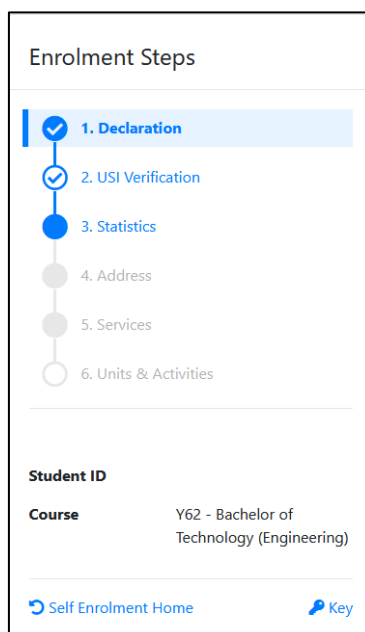 Enrolment Steps
1. Declaration
2. USI Verification
3. Statistics
4. Address
5. Services
6. Units & Activities
Student ID
Course Y62 - Bachelor of
Technology (Engineering)
Self Enrolment Home Key